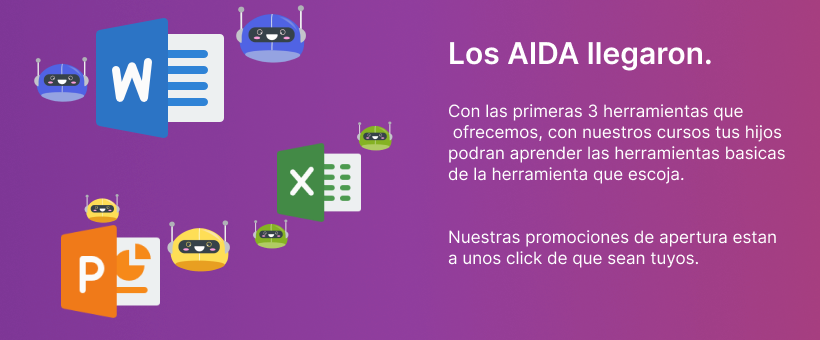 W
X
P
Los AIDA llegaron.
Con las primeras 3 herramientas que
ofrecemos, con nuestros cursos tus hijos
podran aprender las herramientas basicas
de la herramienta que escoja.
Nuestras promociones de apertura estan
a unos click de que sean tuyos.